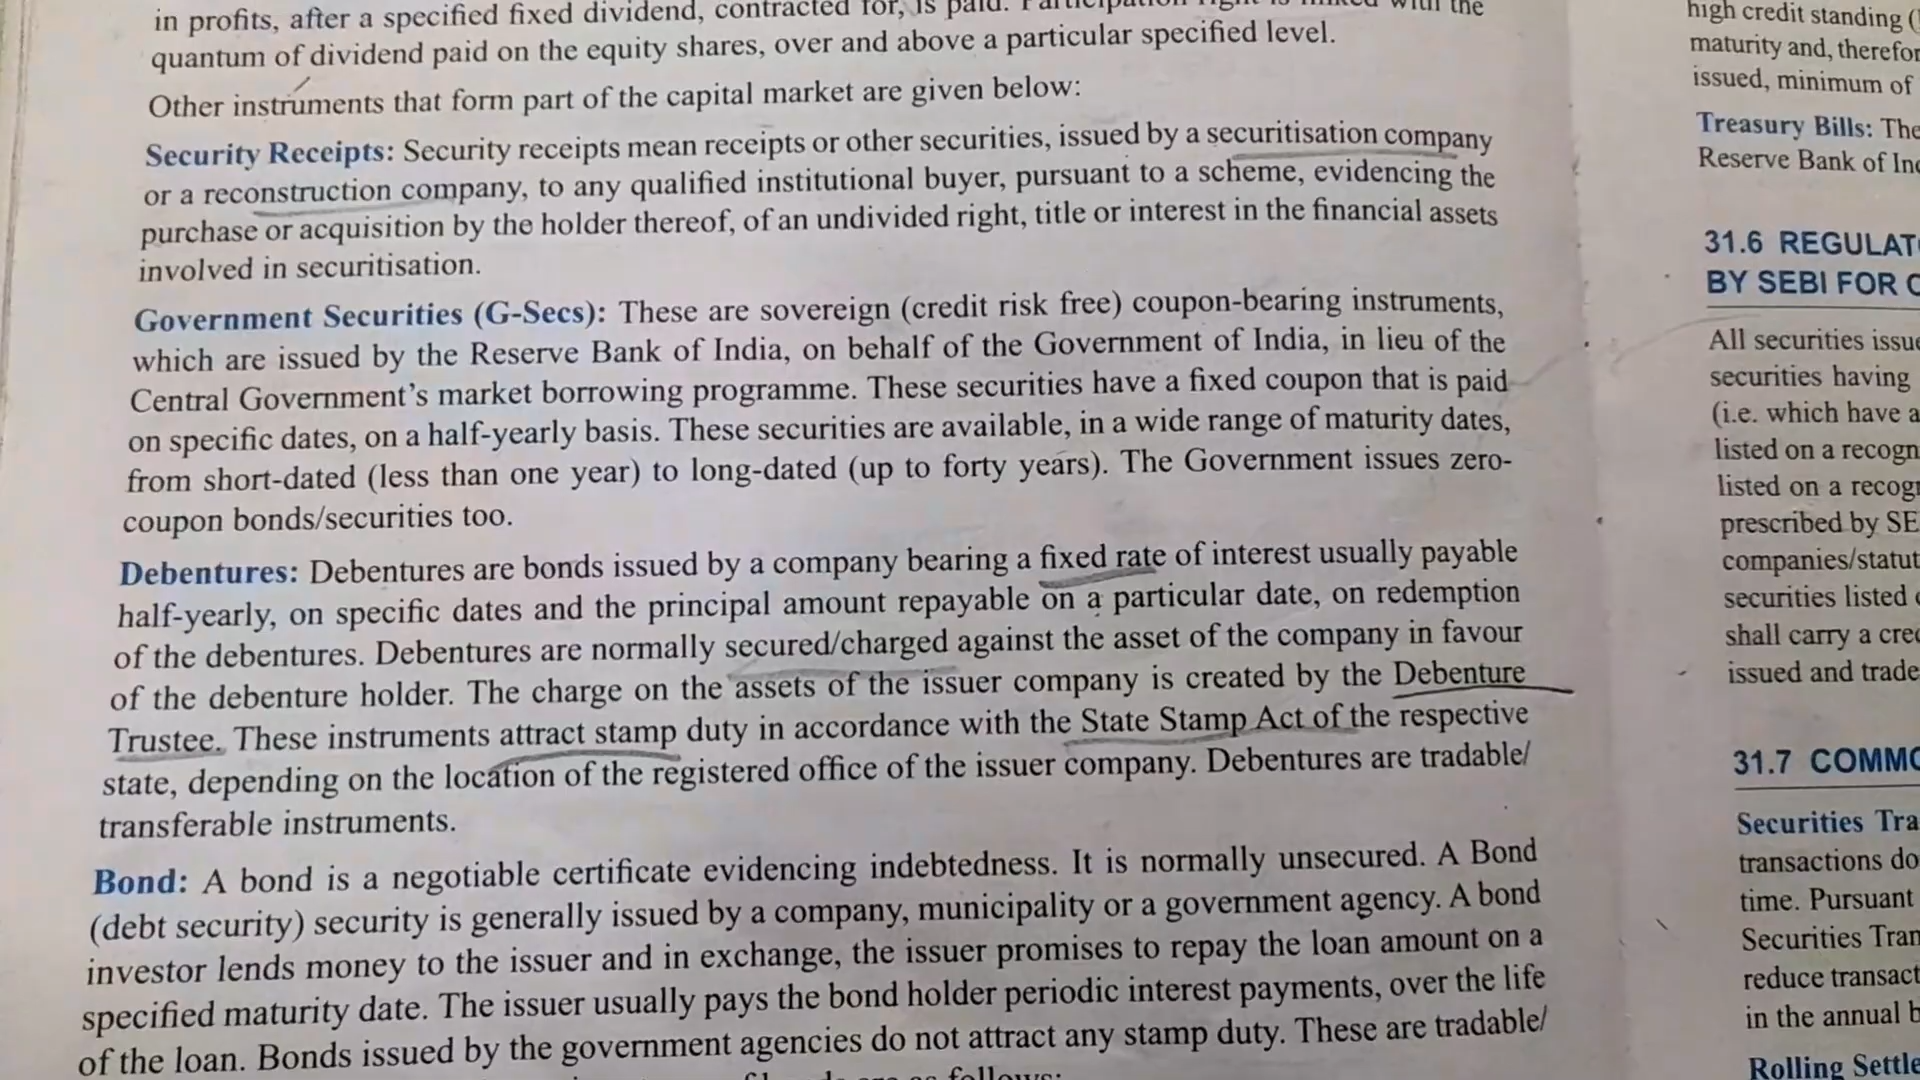 in profits, after a specified fixed dividend, contracted for, is paid. Participation right is linked with the
quantum of dividend paid on the equity shares, over and above a particular specified level.
Other instruments that form part of the capital market are given below:
Security Receipts: Security receipts mean receipts or other securities, issued by a securitisation company
or a reconstruction company, to any qualified institutional buyer, pursuant to a scheme, evidencing the
purchase or acquisition by the holder thereof, of an undivided right, title or interest in the financial assets
involved in securitisation.
Government Securities (G-Secs): These are sovereign (credit risk free) coupon-bearing instruments,
which are issued by the Reserve Bank of India, on behalf of the Government of India, in lieu of the
Central Government's market borrowing programme. These securities have a fixed coupon that is paid
on specific dates, on a half-yearly basis. These securities are available, in a wide range of maturity dates,
from short-dated (less than one year) to long-dated (up to forty years). The Government issues zero-
coupon bonds/securities too.
Debentures: Debentures are bonds issued by a company bearing a fixed rate of interest usually payable
half-yearly, on specific dates and the principal amount repayable on a particular date, on redemption
of the debentures. Debentures are normally secured/charged against the asset of the company in favour
of the debenture holder. The charge on the assets of the issuer company is created by the Debenture
Trustee. These instruments attract stamp duty in accordance with the State Stamp Act of the respective
state, depending on the location of the registered office of the issuer company. Debentures are tradable/
transferable instruments.
Bond: A bond is a negotiable certificate evidencing indebtedness. It is normally unsecured. A Bond
(debt security) security is generally issued by a company, municipality or a government agency. A bond
investor lends money to the issuer and in exchange, the issuer promises to repay the loan amount on a
specified maturity date. The issuer usually pays the bond holder periodic interest payments, over the life
of the loan. Bonds issued by the government agencies do not attract any stamp duty. These are tradable/
as follows:
high credit standing (
maturity and, therefor
issued, minimum of
Treasury Bills: The
Reserve Bank of Ind
31.6 REGULAT
BY SEBI FOR C
All securities issue
securities having
(i.e. which have a
listed on a recogn
listed on a recogn
prescribed by SE
companies/statut
securities listed
shall carry a cred
issued and trade
31.7 COMMO
Securities Tra
transactions do
time. Pursuant
Securities Tran
reduce transact
in the annual b
Rolling Settle